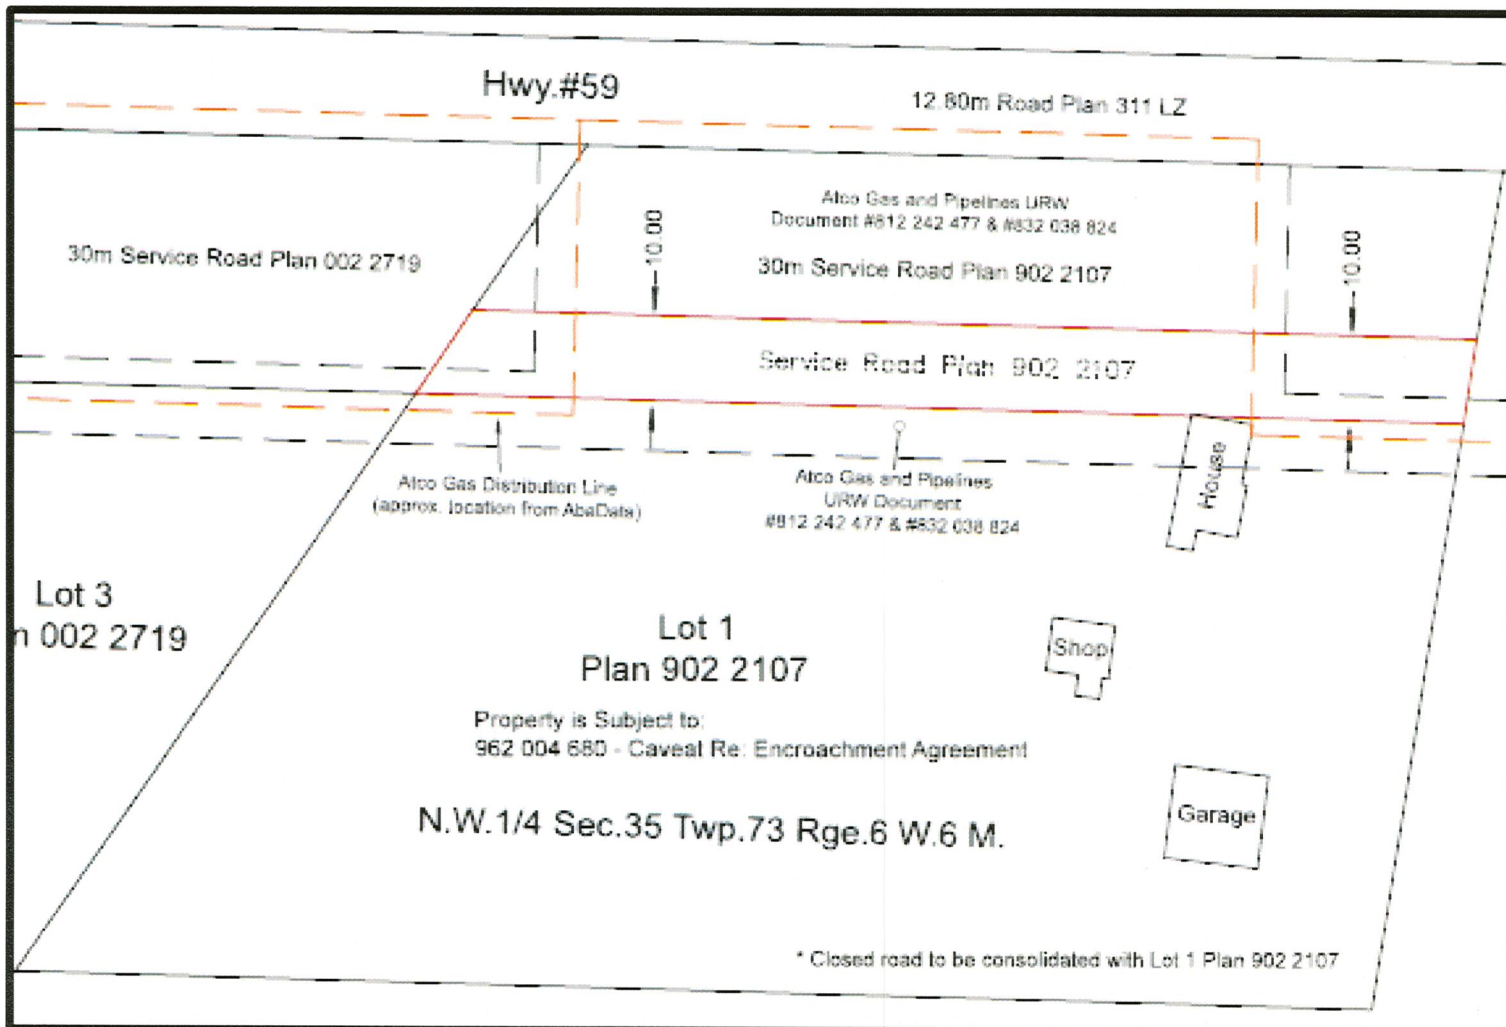 Hwy.#59
12.80m Road Plan 311 LZ
Atco Gas and Pipelines URW
Document #812 242 477 & #832 038 824
30m Service Road Plan 002 2719
10.00
30m Service Road Plan 902 2107
10.00
Service Road Plan 902 2107
Atco Gas Distribution Line
(approx. location from AbaData)
Atco Gas and Pipelines
URW Document
#812 242 477 & #832 038 824
House
Lot 3
n 002 2719
Lot 1
Plan 902 2107
Shop
Property is Subject to:
962 004 680 - Caveat Re: Encroachment Agreement
N.W.1/4 Sec.35 Twp.73 Rge.6 W.6 M.
Garage
* Closed road to be consolidated with Lot 1 Plan 902 2107